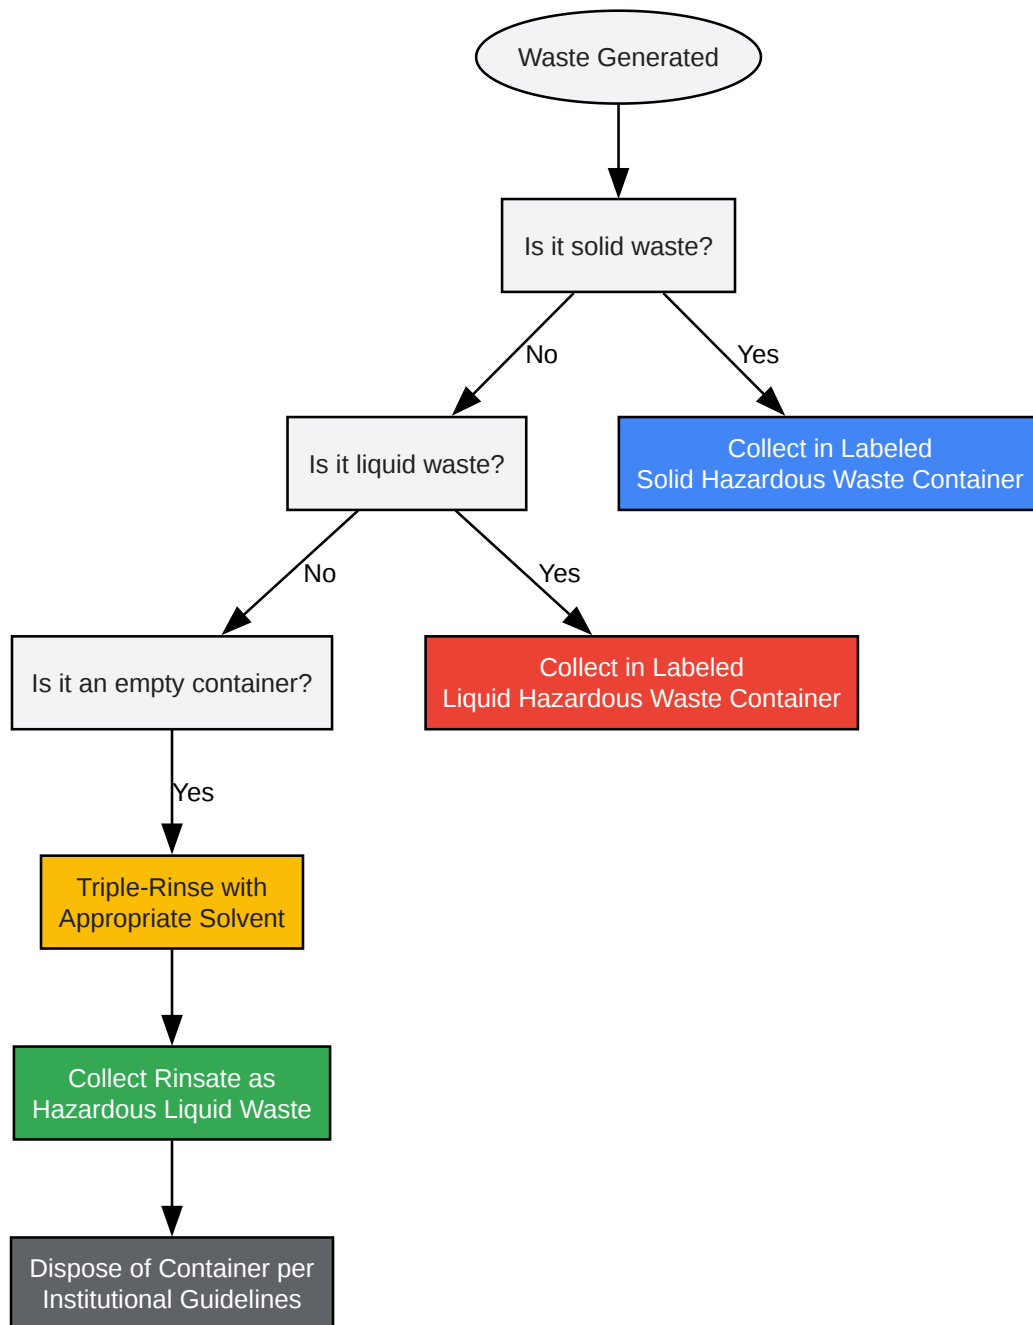 Waste Generated
Is it solid waste?
No
Yes
Is it liquid waste?
Collect in Labeled
Solid Hazardous Waste Container
No
Yes
Is it an empty container?
Collect in Labeled
Liquid Hazardous Waste Container
Yes
Triple-Rinse with
Appropriate Solvent
Collect Rinsate as
Hazardous Liquid Waste
Dispose of Container per
Institutional Guidelines